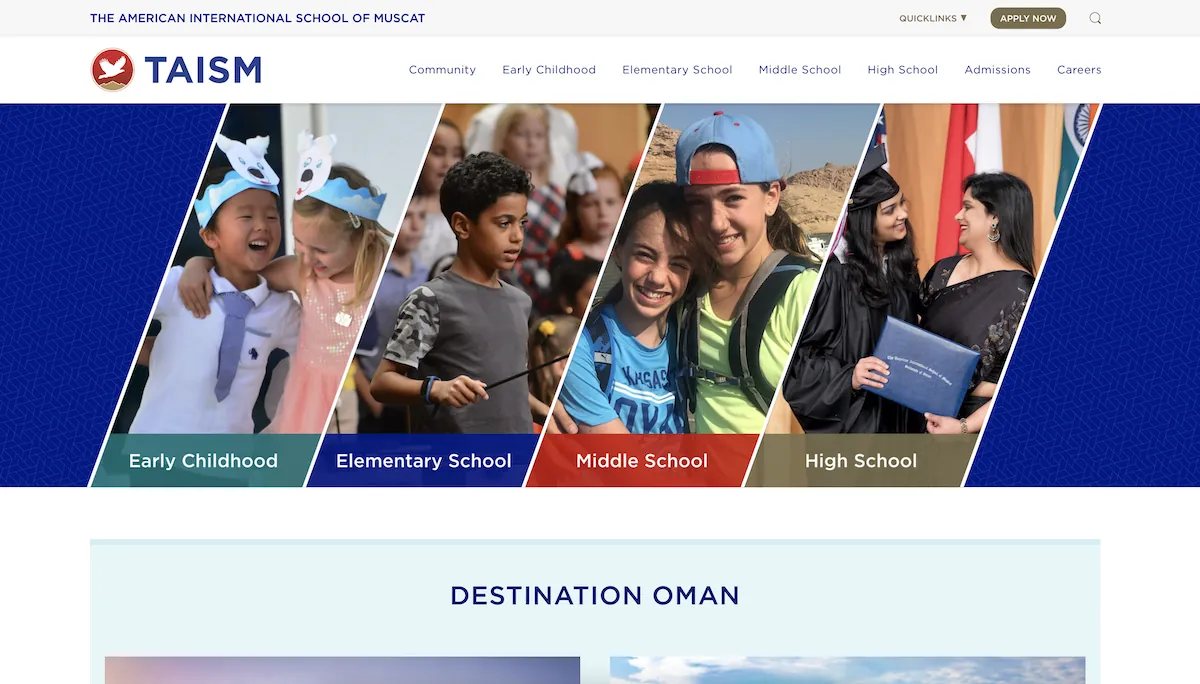 THE AMERICAN INTERNATIONAL SCHOOL OF MUSCAT
QUICKLINKS ▼
APPLY NOW
TAISM
Community
Early Childhood
Elementary School
Middle School
High School
Admissions
Careers
KANSAS
Early Childhood
Elementary School
Middle School
High School
DESTINATION OMAN